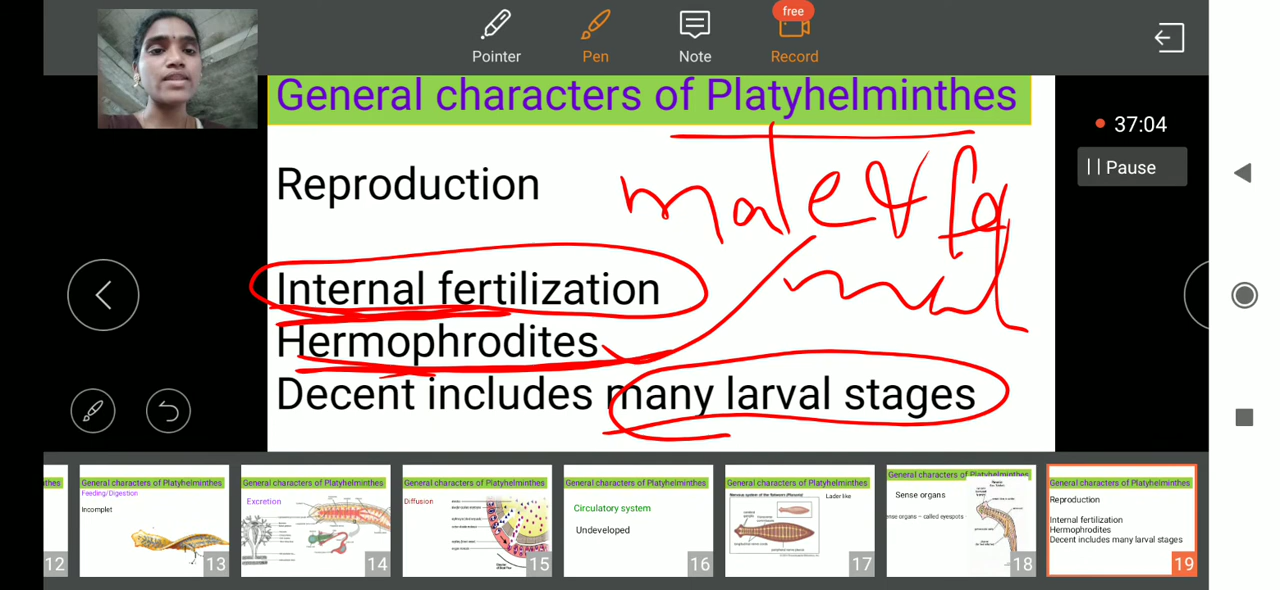 free
Pointer
Pen
Note
Record
General characters of Platyhelminthes
37:04
Pause
male & fe
Reproduction
Internal fertilization
Hermophrodites
Decent includes many larval stages
General characters of Platyhelminthes
Feeding/Digestion
Incomplet
General characters of Platyhelminthes
Excretion
General characters of Platyhelminthes
Diffusion
General characters of Platyhelminthes
Circulatory system
Undeveloped
General characters of Platyhelminthes
Lader like
General characters of Platyhelminthes
Sense organs
ense organs – called eyespots
General characters of Platyhelminthes
Reproduction
Internal fertilization
Hermophrodites
Decent includes many larval stages
12
13
14
15
16
17
18
19